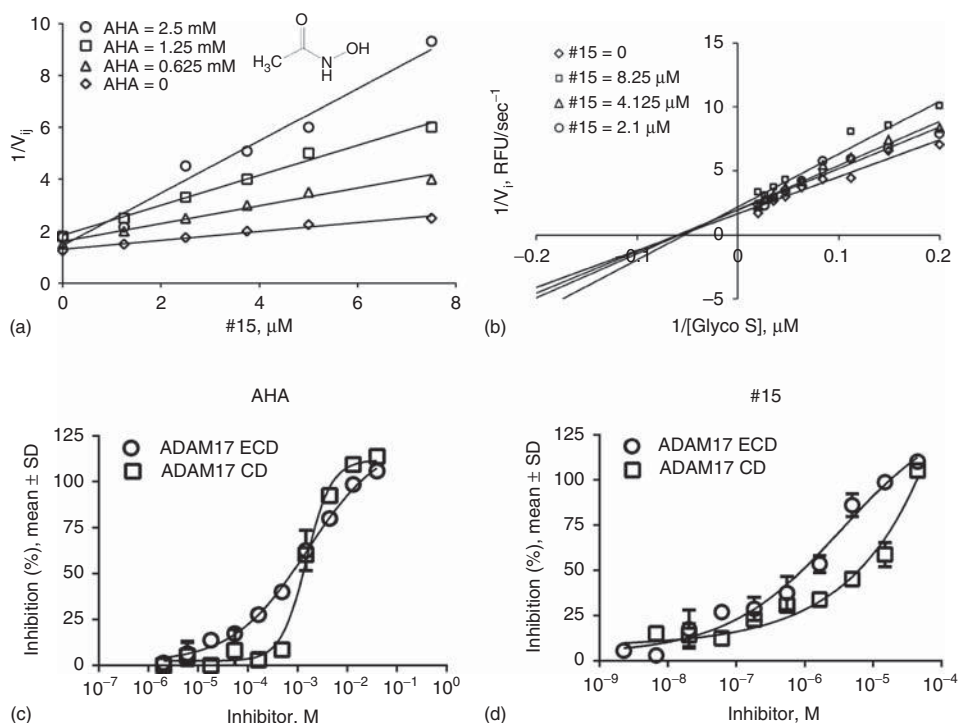 10
8
6
4
2
0
1/Vij
AHA = 2.5 mM
AHA = 1.25 mM
AHA = 0.625 mM
AHA = 0
O
H3C
N
H
OH
0
2
4
6
8
(a)
#15, μM
#15 = 0
#15 = 8.25 μM
#15 = 4.125 μM
#15 = 2.1 μM
1/Vi, RFU/sec−1
15
10
5
0
−5
−0.2
0.1
0
0.1
0.2
(b)
1/[Glyco S], μM
AHA
Inhibition (%), mean ± SD
125
100
75
50
25
0
ADAM17 ECD
ADAM17 CD
10−6
10−5
10−4
10−3
10−2
10−1
100
10−7
(c)
Inhibitor, M
#15
Inhibition (%), mean ± SD
125
100
75
50
25
0
ADAM17 ECD
ADAM17 CD
10−9
10−8
10−7
10−6
10−5
10−4
(d)
Inhibitor, M